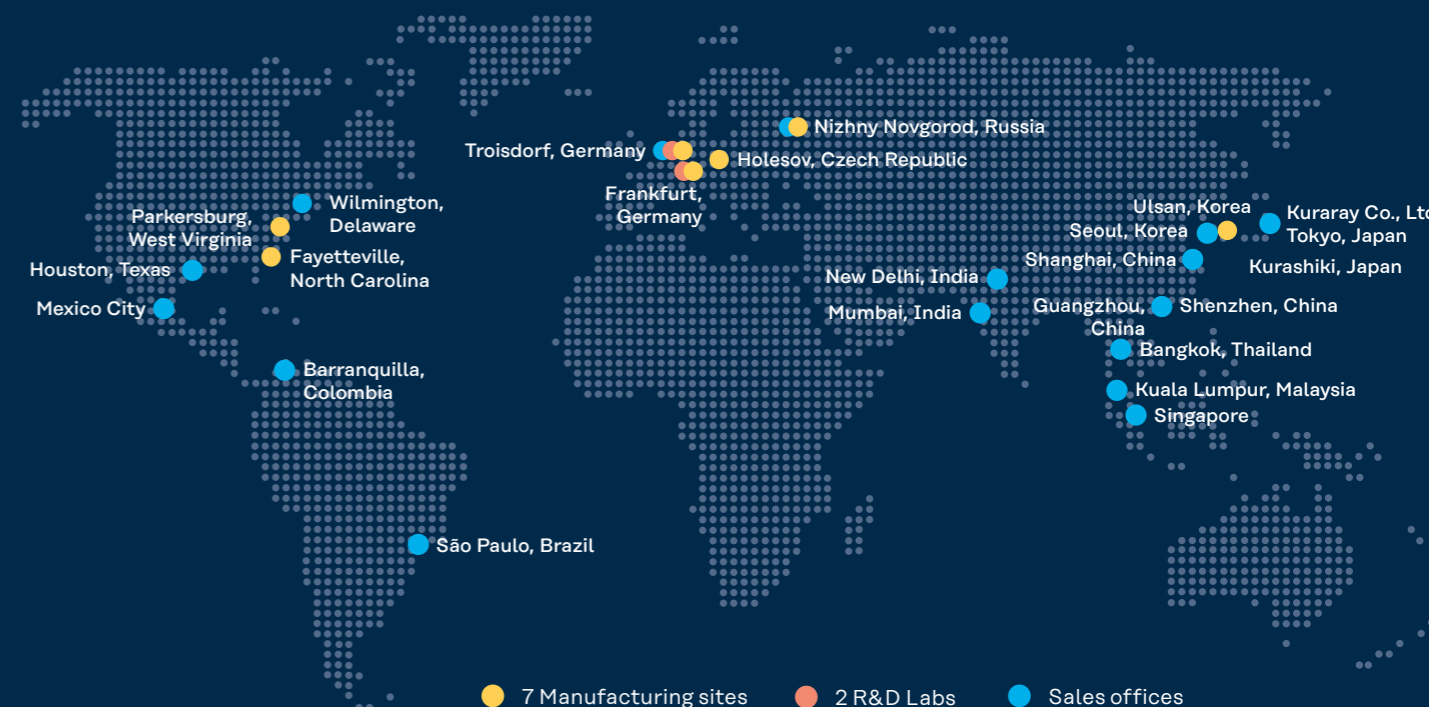 Nizhny Novgorod, Russia
Troisdorf, Germany
Holesov, Czech Republic
Frankfurt,
Germany
Wilmington,
Delaware
Parkersburg,
West Virginia
Fayetteville,
North Carolina
Houston, Texas
Mexico City
Barranquilla,
Colombia
São Paulo, Brazil
Ulsan, Korea
Seoul, Korea
Kuraray Co., Ltd
Tokyo, Japan
Shanghai, China
Kurashiki, Japan
New Delhi, India
Mumbai, India
Guangzhou,
China
Shenzhen, China
Bangkok, Thailand
Kuala Lumpur, Malaysia
Singapore
7 Manufacturing sites
2 R&D Labs
Sales offices